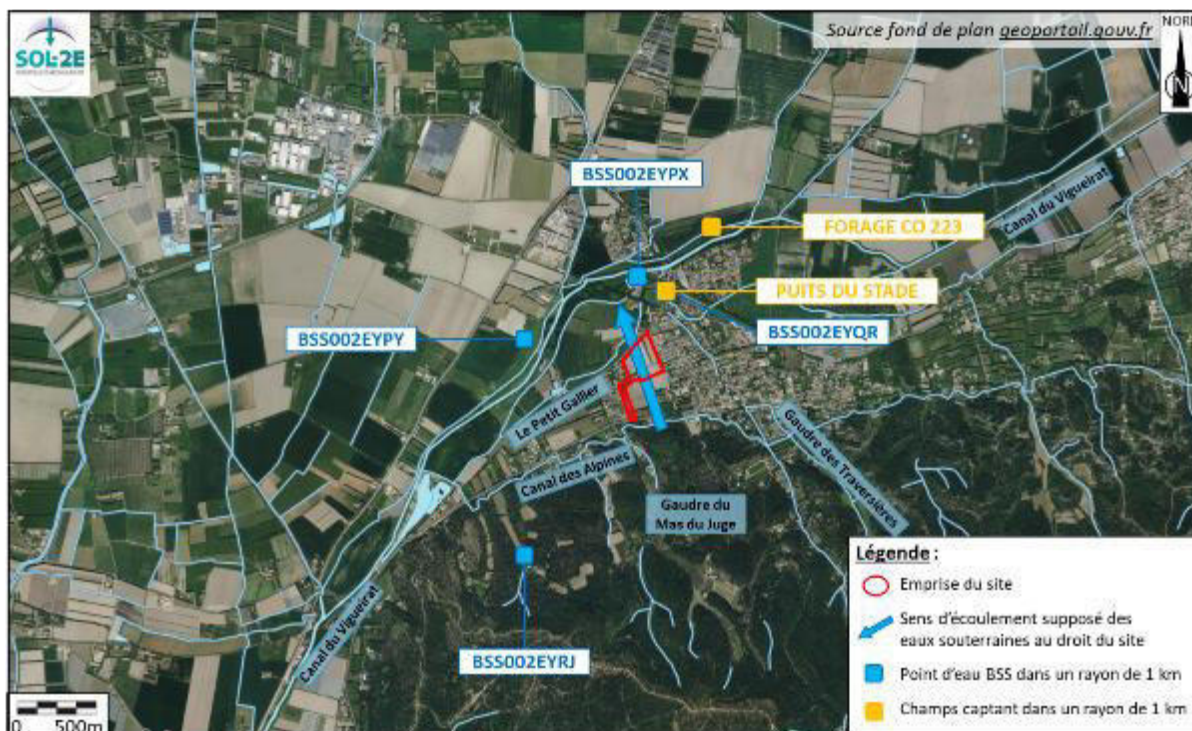 SOL-2E
Source fond de plan geoportail.gouv.fr
NORD
N
BSS002EYPX
FORAGE CO 223
Canal du Vigueirat
PUITS DU STADE
BSS002EYPY
BSS002EYQR
Le Petit Gallier
Canal des Alpines
Gaudre des Traversières
Gaudre du
Mas du Juge
Canal du Vigueirat
BSS002EYRJ
0 500m
Légende :
Emprise du site
Sens d'écoulement supposé des
eaux souterraines au droit du site
Point d'eau BSS dans un rayon de 1 km
Champs captant dans un rayon de 1 km